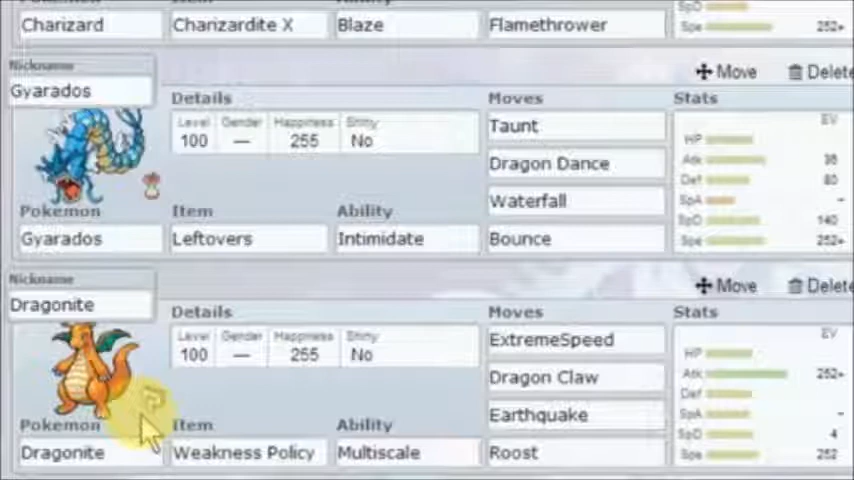 Pokemon Item
Charizard Charizardite X Blaze Flamethrower
SpD
Spe 252+
Nickname
Gyarados
Move Delete
Details Moves Stats
Level Gender Happiness Shiny
100 — 255 No
EV
Taunt
HP
Atk 36
Dragon Dance
Def 80
Waterfall
SpA -
SpD 140
Pokemon Item Ability
Gyarados Leftovers Intimidate Bounce
Spe 252+
Nickname
Dragonite
Move Delete
Details Moves Stats
Level Gender Happiness Shiny
100 — 255 No
EV
ExtremeSpeed
HP
Dragon Claw
Atk 252+
Def
Earthquake
SpA -
SpD 4
Pokemon Item Ability
Dragonite Weakness Policy Multiscale Roost
Spe 252